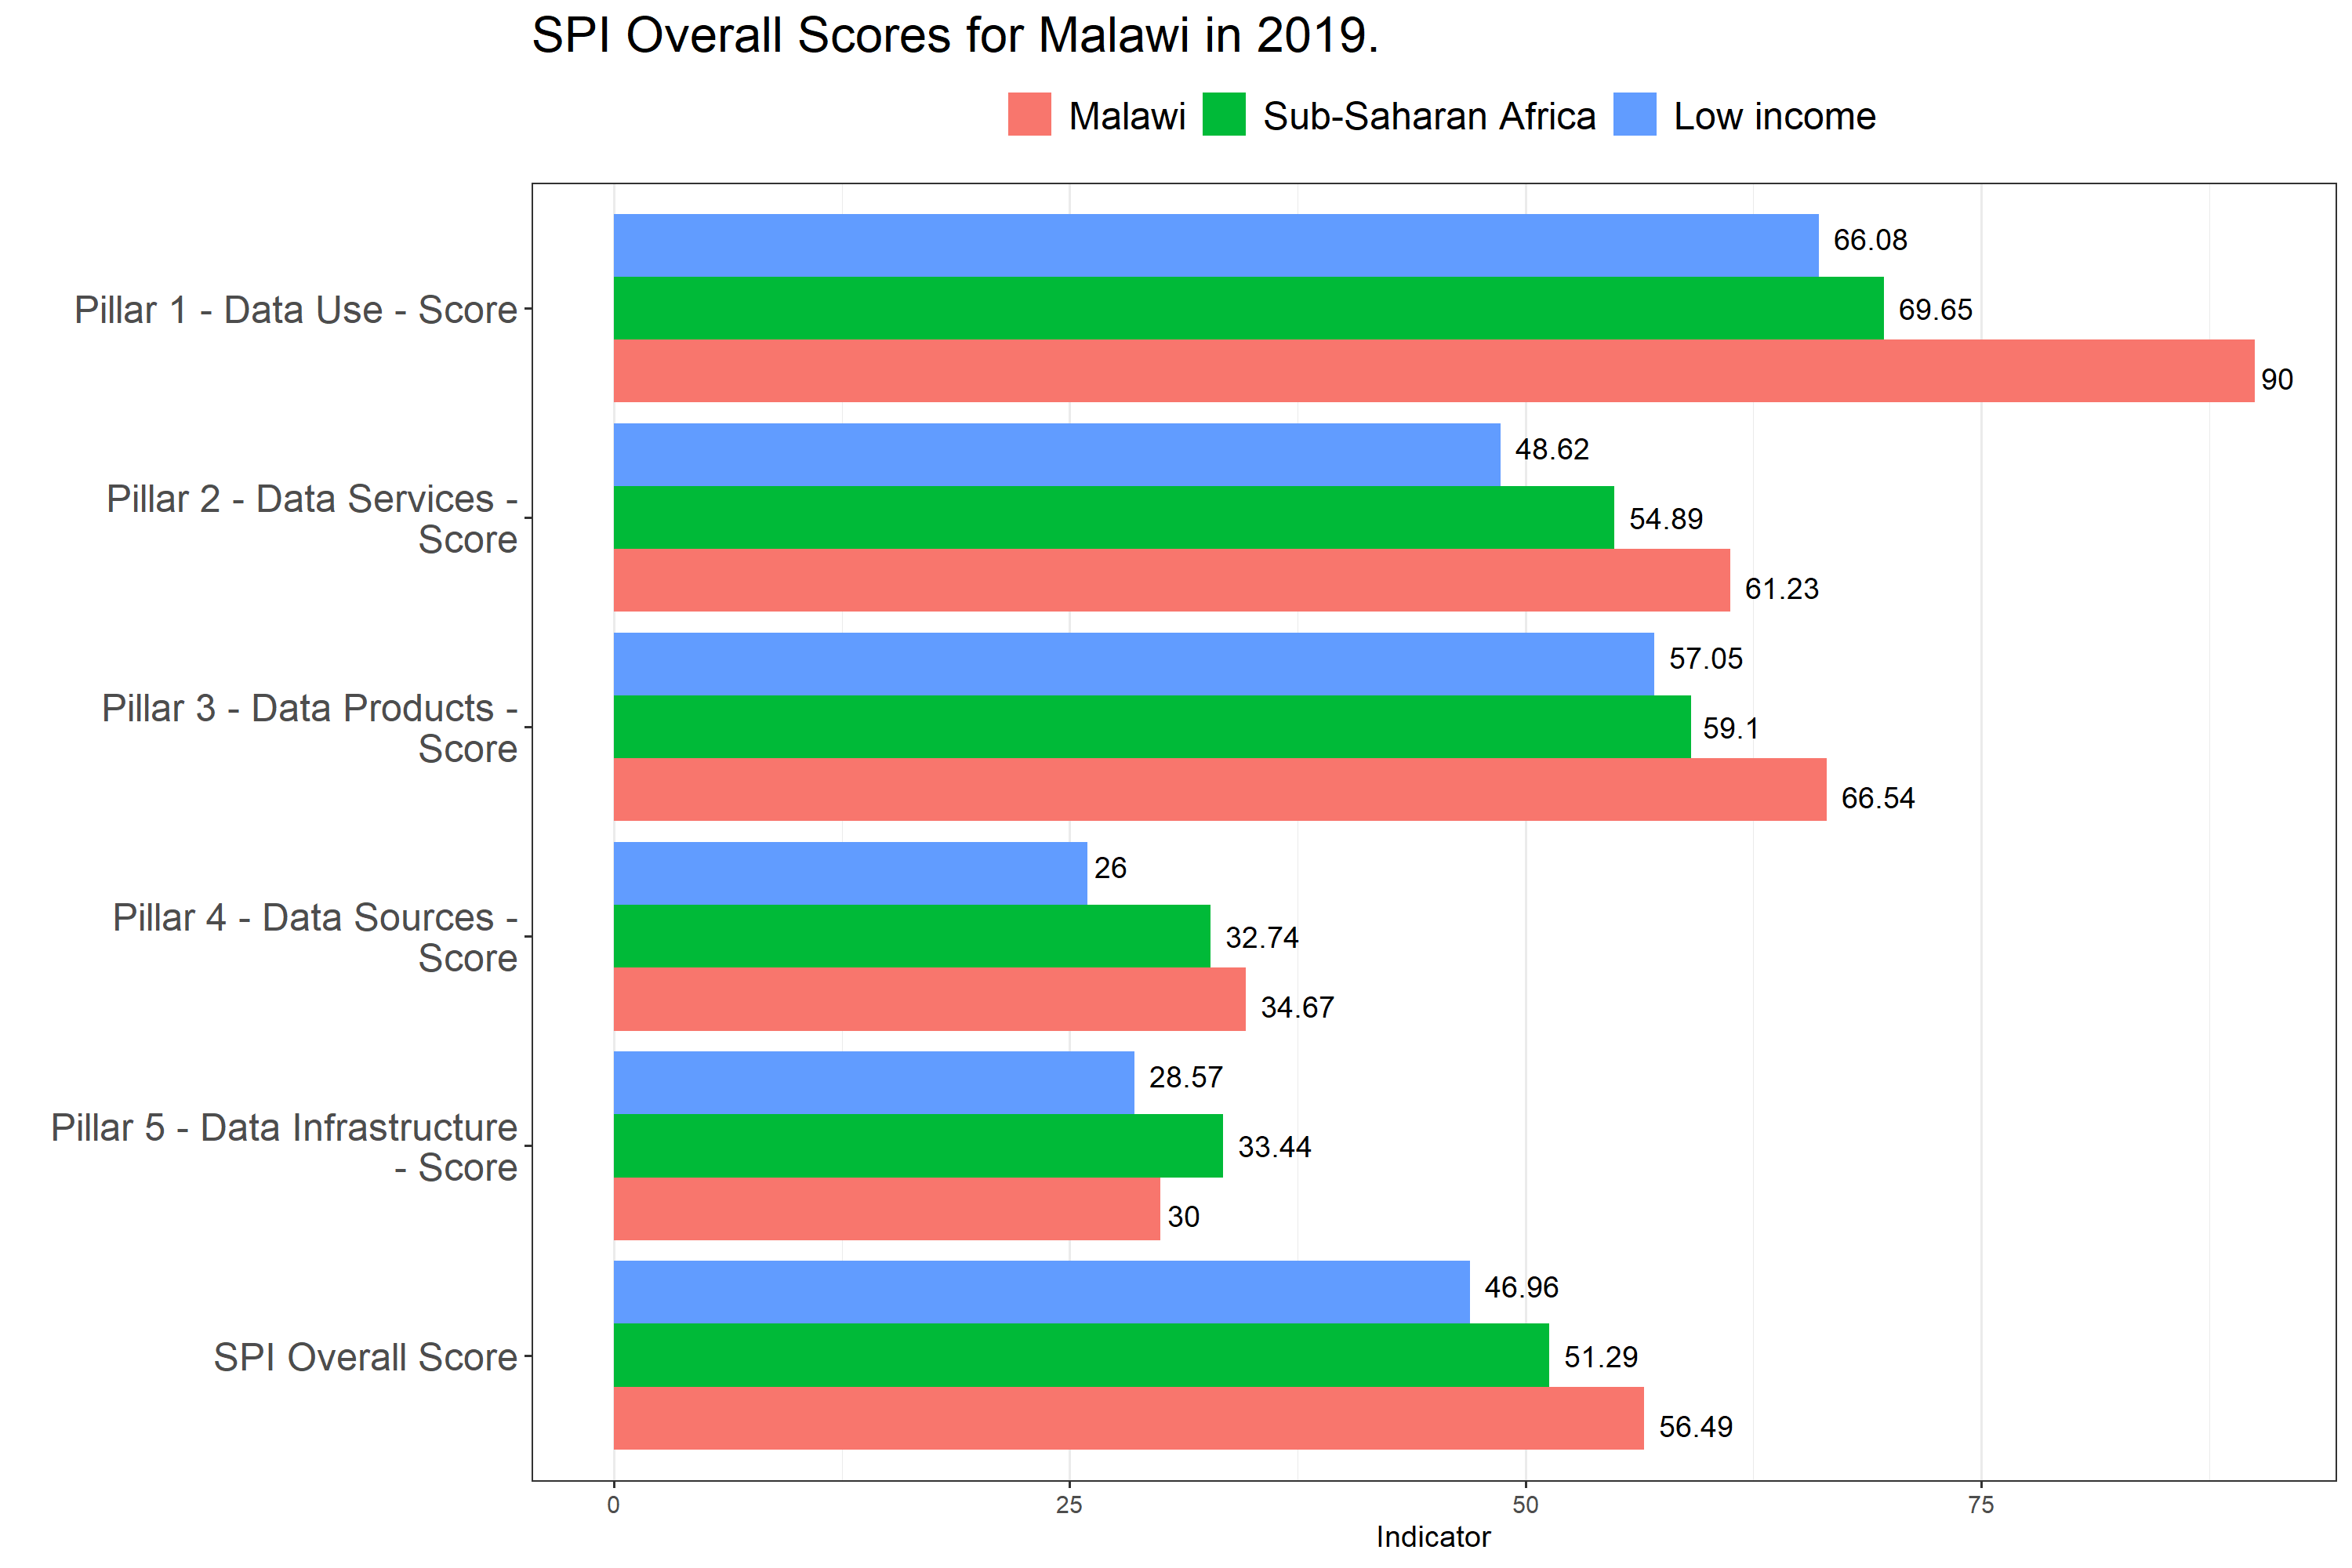 SPI Overall Scores for Malawi in 2019.
Malawi Sub-Saharan Africa Low income
66.08
Pillar 1 - Data Use - Score
69.65
90
48.62
Pillar 2 - Data Services -
Score
54.89
61.23
57.05
Pillar 3 - Data Products -
Score
59.1
66.54
26
Pillar 4 - Data Sources -
Score
32.74
34.67
28.57
Pillar 5 - Data Infrastructure
- Score
33.44
30
46.96
SPI Overall Score
51.29
56.49
0 25 50 75
Indicator